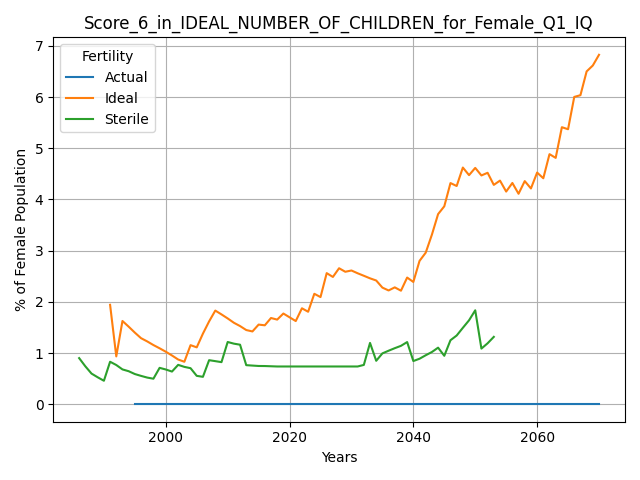 Score_6_in_IDEAL_NUMBER_OF_CHILDREN_for_Female_Q1_IQ
Fertility
Actual
Ideal
Sterile
% of Female Population
7
6
5
4
3
2
1
0
2000 2020 2040 2060
Years